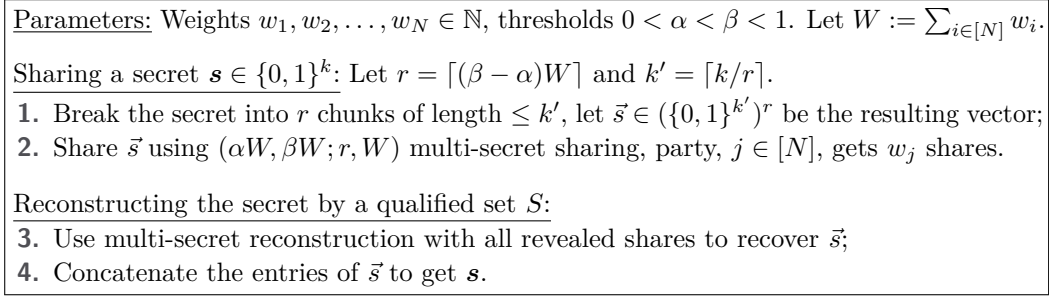 Parameters: Weights w₁, w₂, . . . , w_N ∈ ℕ, thresholds 0 < α < β < 1. Let W := ∑_{i∈[N]} w_i.
Sharing a secret s ∈ {0, 1}^k: Let r = ⌈(β − α)W⌉ and k′ = ⌈k/r⌉.
1. Break the secret into r chunks of length ≤ k′, let s⃗ ∈ ({0, 1}^{k′})^r be the resulting vector;
2. Share s⃗ using (αW, βW; r, W) multi-secret sharing, party, j ∈ [N], gets w_j shares.
Reconstructing the secret by a qualified set S:
3. Use multi-secret reconstruction with all revealed shares to recover s⃗;
4. Concatenate the entries of s⃗ to get s.